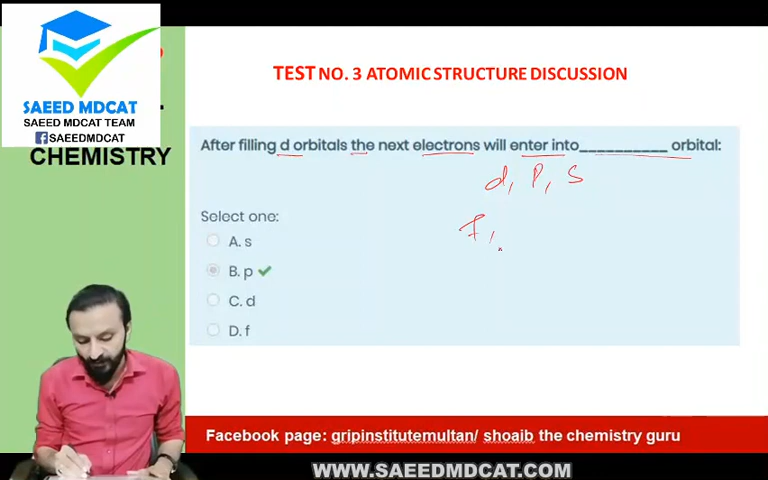 SAEED MDCAT
SAEED MDCAT TEAM
SAEEDMDCAT
CHEMISTRY
TEST NO. 3 ATOMIC STRUCTURE DISCUSSION
After filling d orbitals the next electrons will enter into__________ orbital:
d, P, S
f,
Select one:
A. s
B. p
C. d
D. f
Facebook page: gripinstitutemultan/ shoaib the chemistry guru
WWW.SAEEDMDCAT.COM